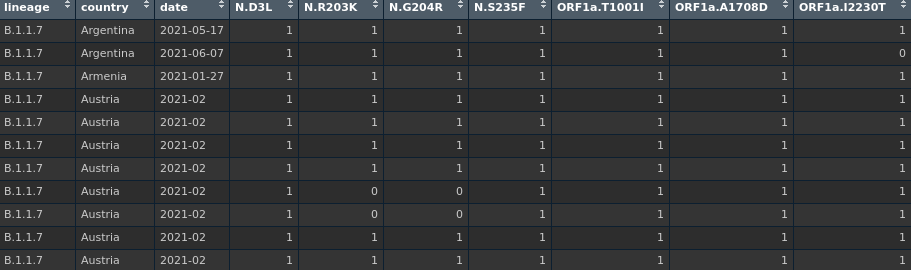 lineage country date N.D3L N.R203K N.G204R N.S235F ORF1a.T1001I ORF1a.A1708D ORF1a.I2230T
B.1.1.7 Argentina 2021-05-17 1 1 1 1 1 1 1
B.1.1.7 Argentina 2021-06-07 1 1 1 1 1 1 0
B.1.1.7 Armenia 2021-01-27 1 1 1 1 1 1 1
B.1.1.7 Austria 2021-02 1 1 1 1 1 1 1
B.1.1.7 Austria 2021-02 1 1 1 1 1 1 1
B.1.1.7 Austria 2021-02 1 1 1 1 1 1 1
B.1.1.7 Austria 2021-02 1 1 1 1 1 1 1
B.1.1.7 Austria 2021-02 1 0 0 1 1 1 1
B.1.1.7 Austria 2021-02 1 0 0 1 1 1 1
B.1.1.7 Austria 2021-02 1 1 1 1 1 1 1
B.1.1.7 Austria 2021-02 1 1 1 1 1 1 1